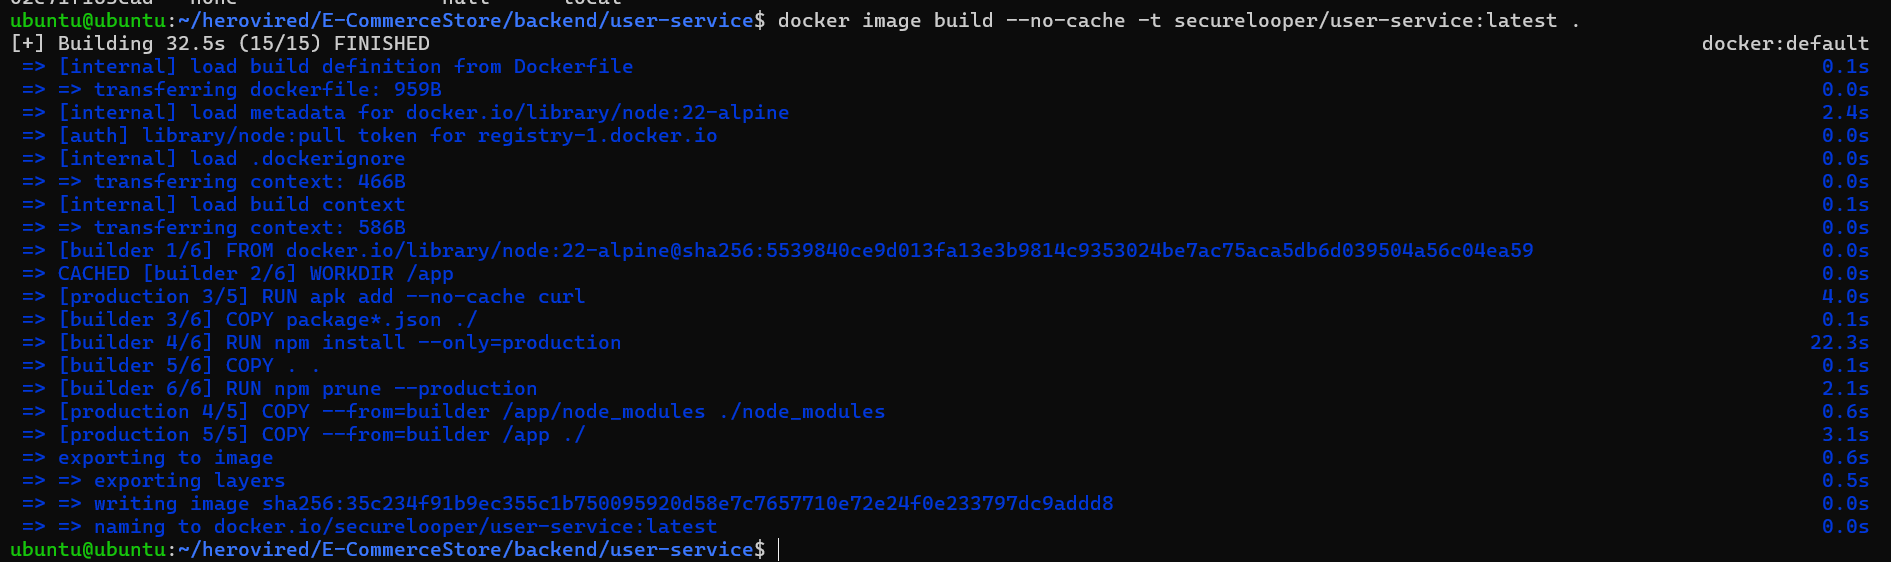 null
ubuntu@ubuntu:~/herovired/E-CommerceStore/backend/user-service$ docker image build --no-cache -t securelooper/user-service:latest .
[+] Building 32.5s (15/15) FINISHED docker:default
=> [internal] load build definition from Dockerfile 0.1s
=> => transferring dockerfile: 959B 0.0s
=> [internal] load metadata for docker.io/library/node:22-alpine 2.4s
=> [auth] library/node:pull token for registry-1.docker.io 0.0s
=> [internal] load .dockerignore 0.0s
=> => transferring context: 466B 0.0s
=> [internal] load build context 0.1s
=> => transferring context: 586B 0.0s
=> [builder 1/6] FROM docker.io/library/node:22-alpine@sha256:5539840ce9d013fa13e3b9814c9353024be7ac75aca5db6d039504a56c04ea59 0.0s
=> CACHED [builder 2/6] WORKDIR /app 0.0s
=> [production 3/5] RUN apk add --no-cache curl 4.0s
=> [builder 3/6] COPY package*.json ./ 0.1s
=> [builder 4/6] RUN npm install --only=production 22.3s
=> [builder 5/6] COPY . . 0.1s
=> [builder 6/6] RUN npm prune --production 2.1s
=> [production 4/5] COPY --from=builder /app/node_modules ./node_modules 0.6s
=> [production 5/5] COPY --from=builder /app ./ 3.1s
=> exporting to image 0.6s
=> => exporting layers 0.5s
=> => writing image sha256:35c234f91b9ec355c1b750095920d58e7c7657710e72e24f0e233797dc9addd8 0.0s
=> => naming to docker.io/securelooper/user-service:latest 0.0s
ubuntu@ubuntu:~/herovired/E-CommerceStore/backend/user-service$